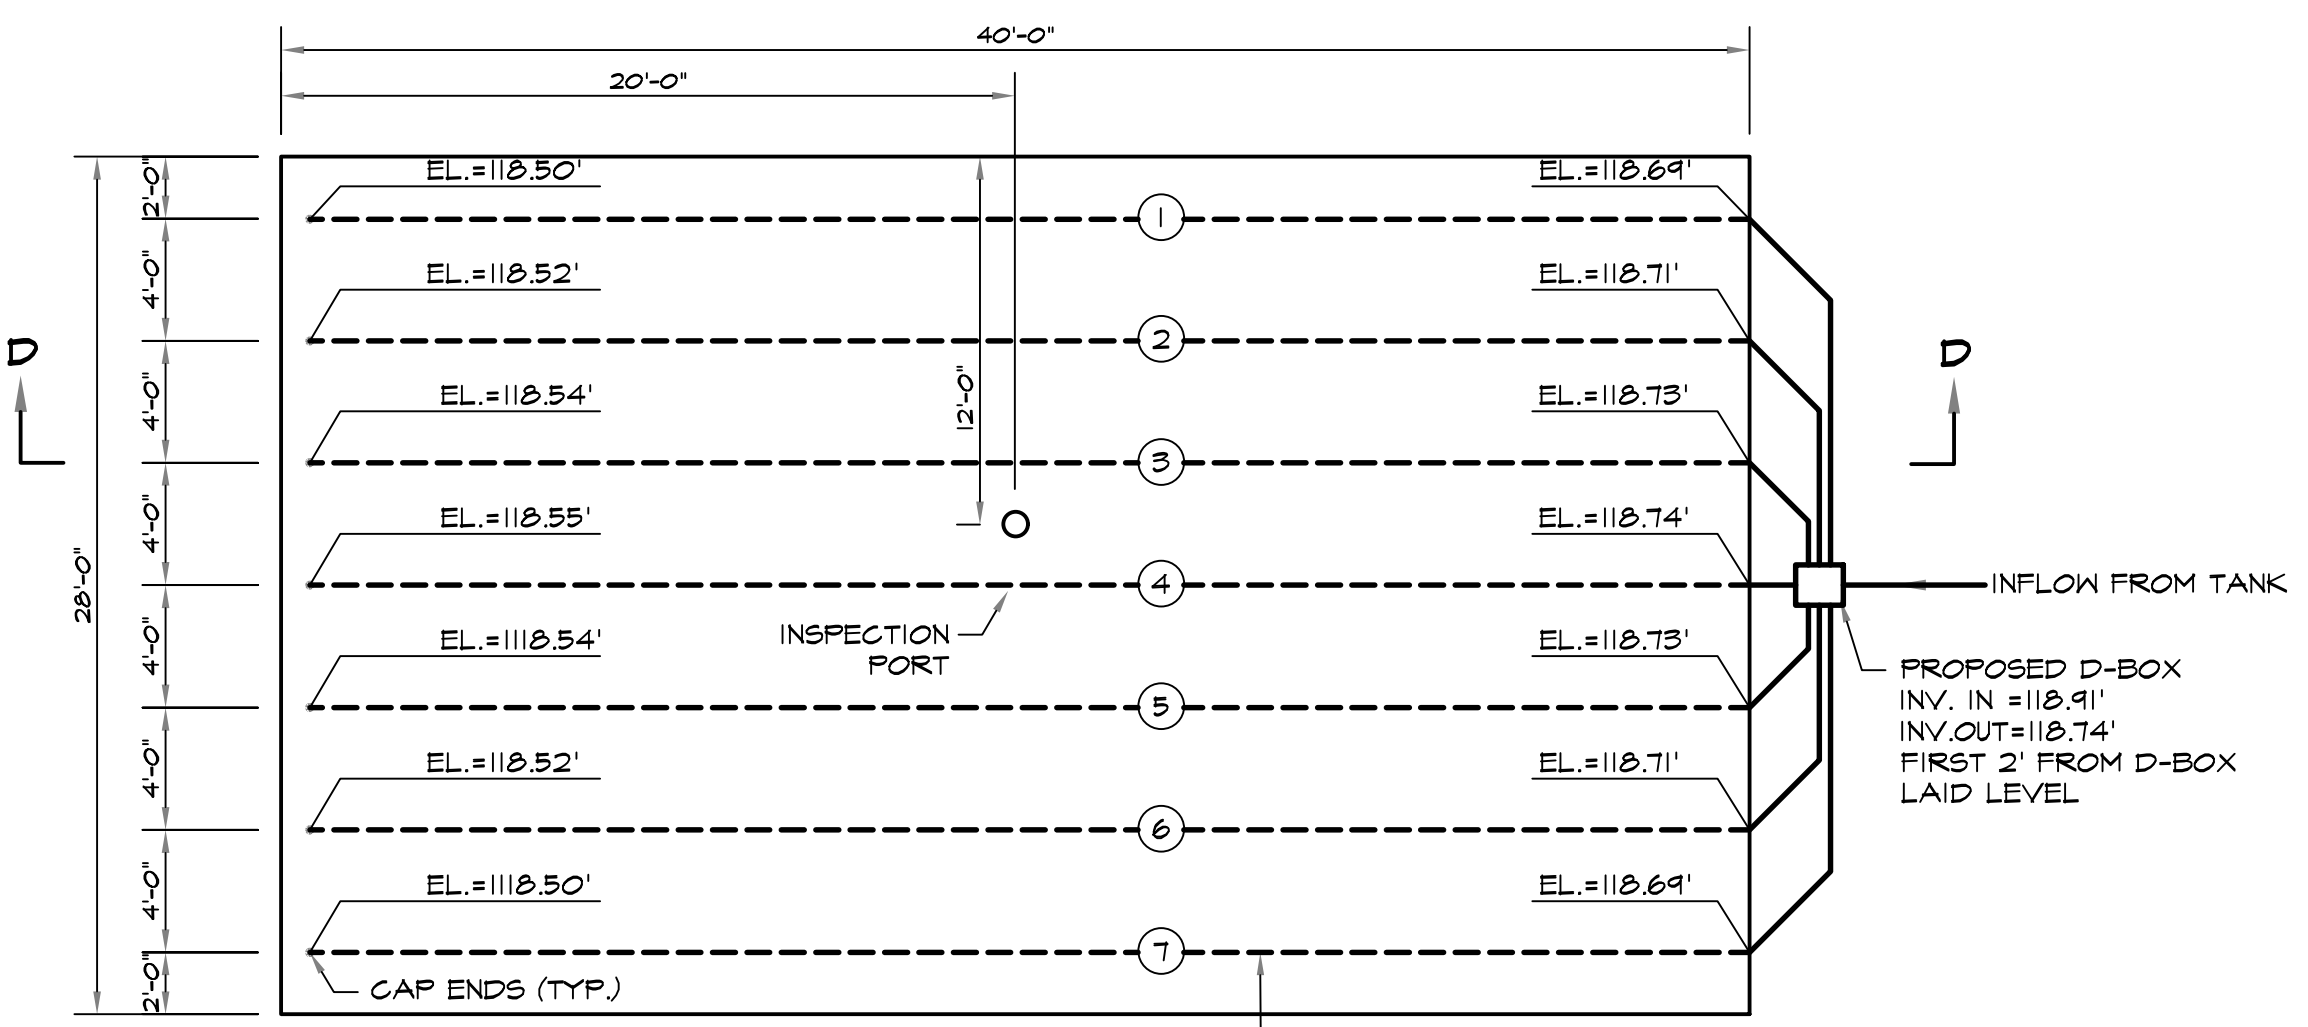 40'-0"
20'-0"
2'-0"
EL.=118.50'
EL.=118.69'
1
4'-0"
EL.=118.52'
EL.=118.71'
2
D
D
4'-0"
EL.=118.54'
12'-0"
EL.=118.73'
3
4'-0"
EL.=118.55'
EL.=118.74'
28'-0"
4
INFLOW FROM TANK
4'-0"
EL.=1118.54'
INSPECTION
PORT
EL.=118.73'
PROPOSED D-BOX
INV. IN =118.91'
INV.OUT=118.74'
FIRST 2' FROM D-BOX
LAID LEVEL
5
4'-0"
EL.=118.52'
EL.=118.71'
6
4'-0"
EL.=1118.50'
EL.=118.69'
7
2'-0"
CAP ENDS (TYP.)